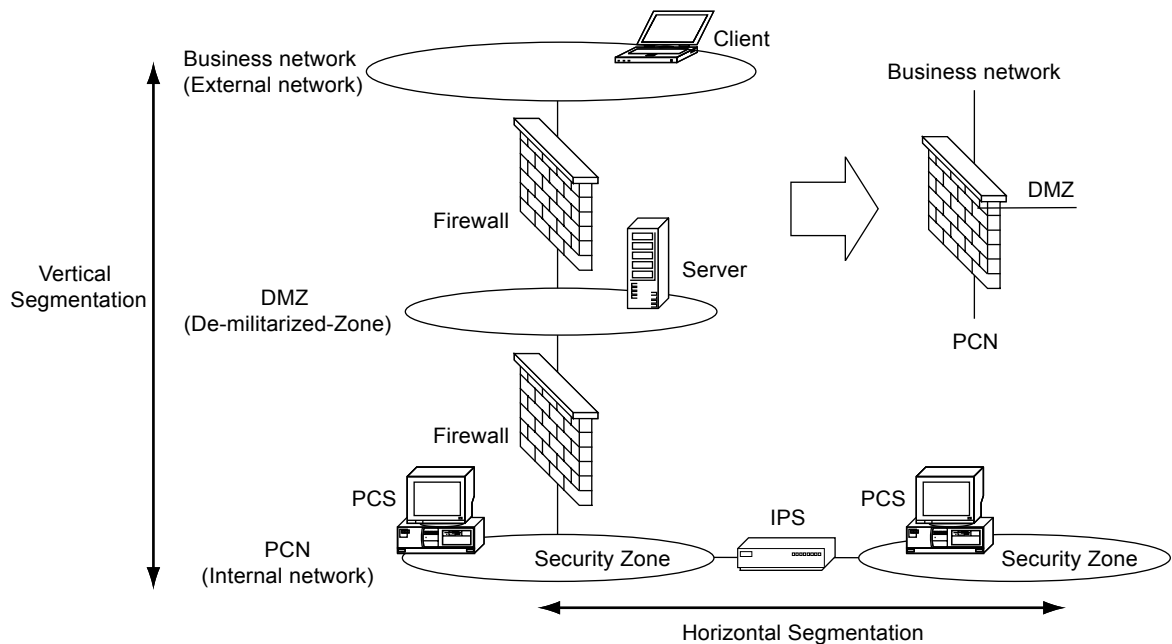 Client
Business network
(External network)
Business network
Firewall
DMZ
Server
Vertical
Segmentation
DMZ
(De-militarized-Zone)
PCN
Firewall
PCS
IPS
PCS
PCN
(Internal network)
Security Zone
Security Zone
Horizontal Segmentation